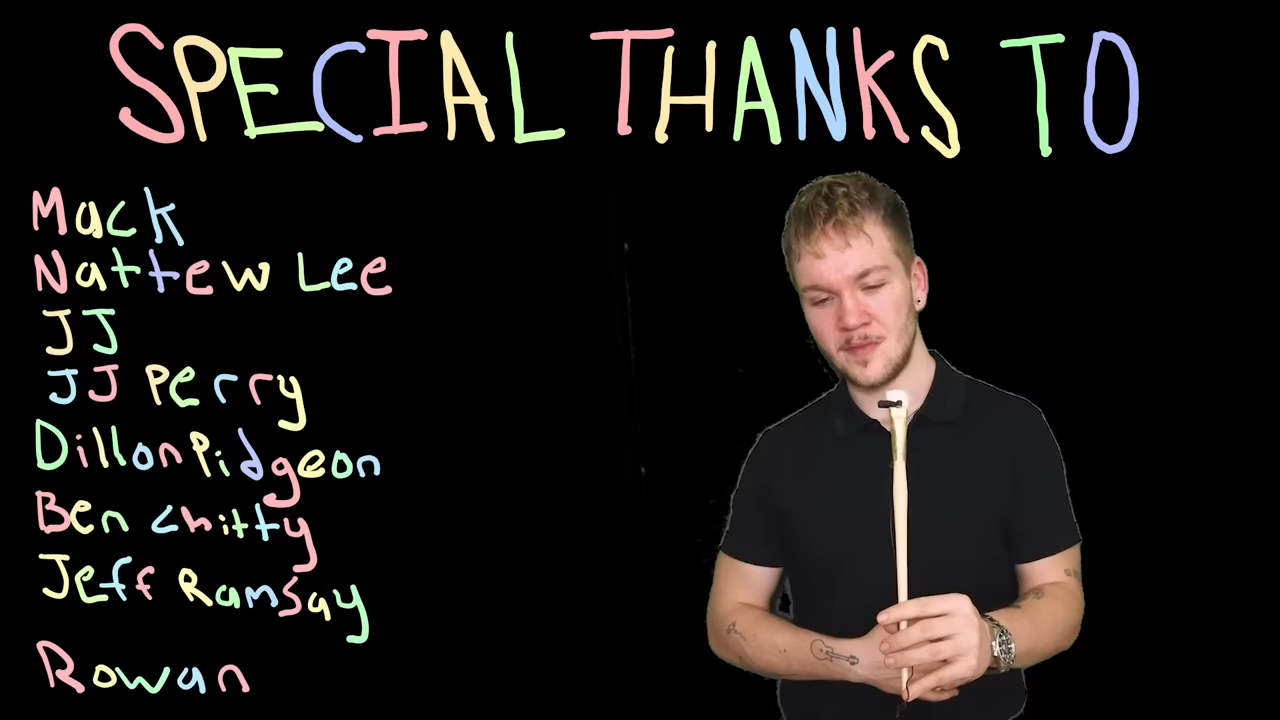 SPECIAL THANKS TO
Mack
Nattew Lee
JJ
JJ Perry
Dillon Pidgeon
Ben Chitty
Jeff Ramsay
Rowan